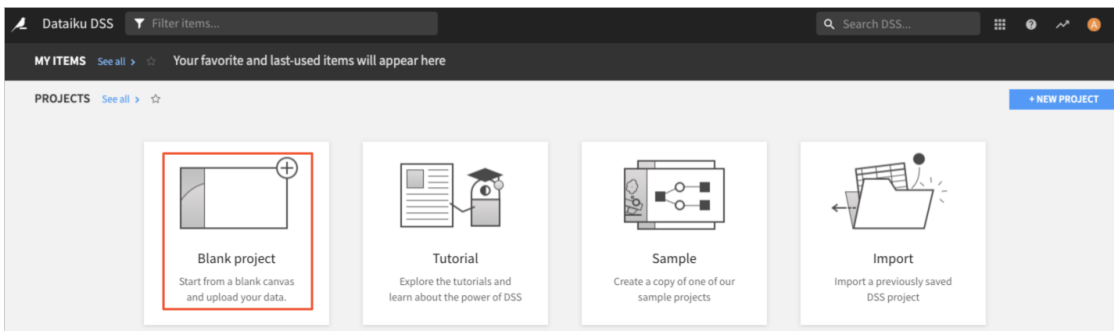 Dataiku DSS Filter items... Search DSS... ? A
MY ITEMS See all > Your favorite and last-used items will appear here
PROJECTS See all > + NEW PROJECT
Blank project Tutorial Sample Import
Start from a blank canvas Explore the tutorials and Create a copy of one of our Import a previously saved
and upload your data. learn about the power of DSS sample projects DSS project